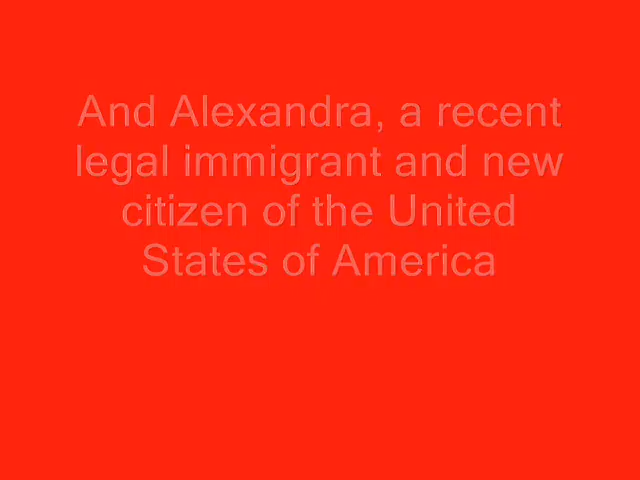 And Alexandra, a recent
legal immigrant and new
citizen of the United
States of America